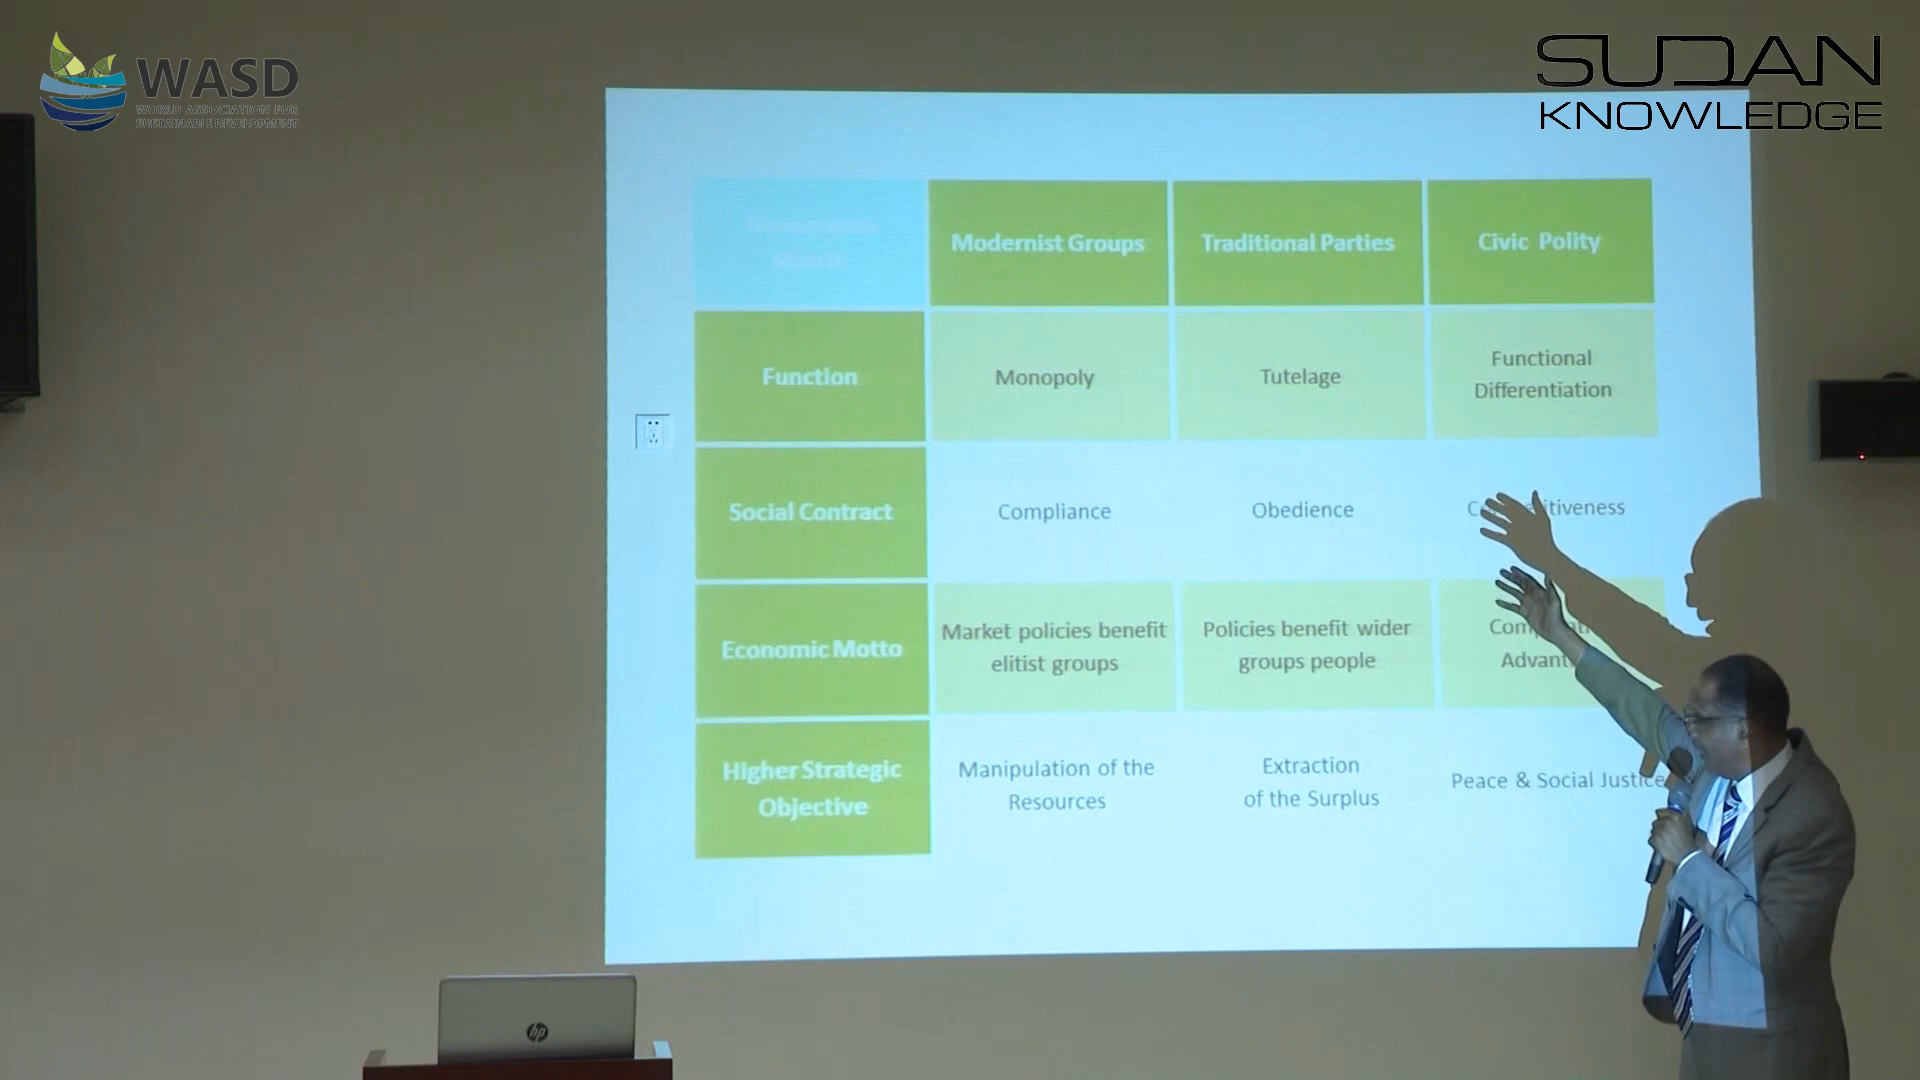 WASD
WORLD ASSOCIATION FOR
SUSTAINABLE DEVELOPMENT
SUDAN
KNOWLEDGE
Modernist Groups
Traditional Parties
Civic Polity
Function
Monopoly
Tutelage
Functional
Differentiation
Social Contract
Compliance
Obedience
Economic Motto
Market policies benefit
elitist groups
Policies benefit wider
groups people
Higher Strategic
Objective
Manipulation of the
Resources
Extraction
of the Surplus
Peace & Social Justice
hp